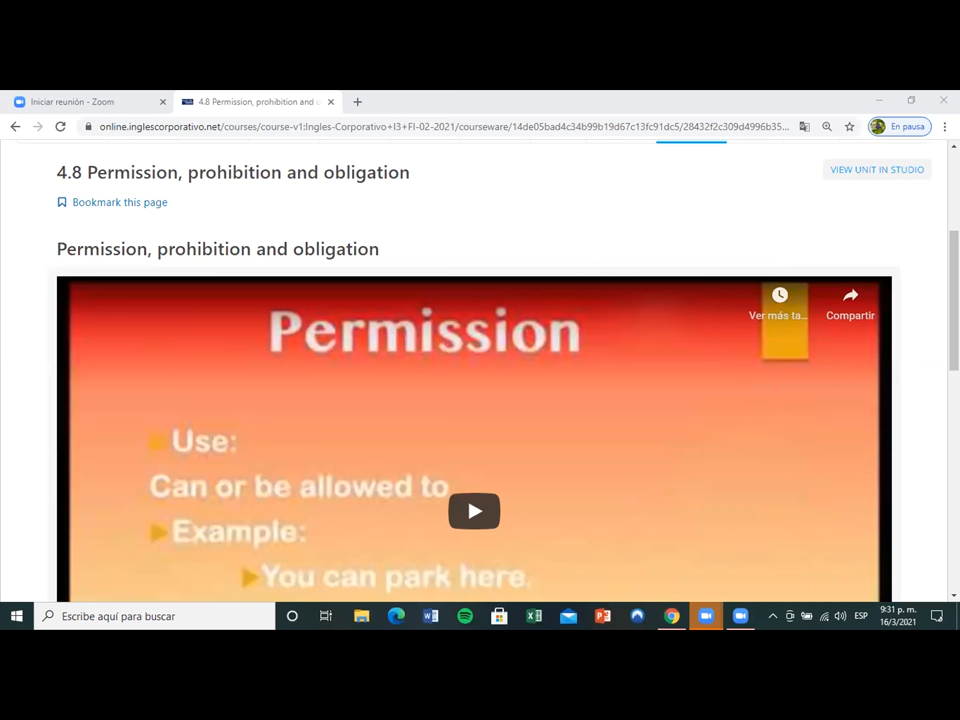 Iniciar reunión - Zoom
4.8 Permission, prohibition and o
online.inglescorporativo.net/courses/course-v1:Ingles-Corporativo+I3+FI-02-2021/courseware/14de05bad4c34b99b19d67c13fc91dc5/28432f2c309d4996b35...
En pausa
4.8 Permission, prohibition and obligation
VIEW UNIT IN STUDIO
Bookmark this page
Permission, prohibition and obligation
Permission
Ver más ta...
Compartir
Use:
Can or be allowed to
Example:
You can park here.
Escribe aquí para buscar
ESP
9:31 p. m.
16/3/2021